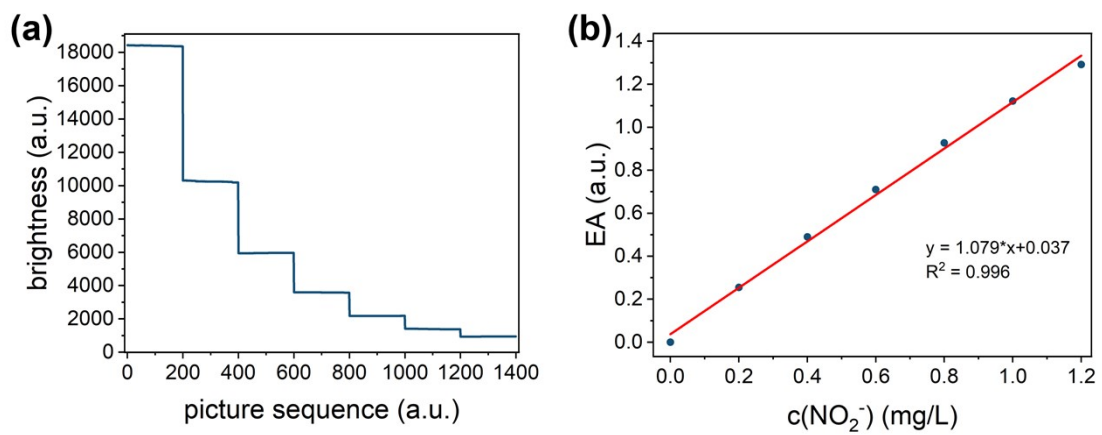 (a)
18000
16000
14000
12000
10000
8000
6000
4000
2000
0
brightness (a.u.)
0 200 400 600 800 1000 1200 1400
picture sequence (a.u.)
(b)
1.4
1.2
1.0
0.8
0.6
0.4
0.2
0.0
EA (a.u.)
y = 1.079*x+0.037
R² = 0.996
0.0 0.2 0.4 0.6 0.8 1.0 1.2
c(NO₂⁻) (mg/L)